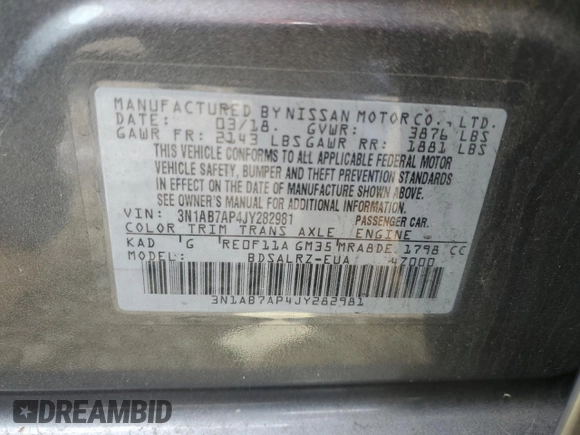 MANUFACTURED BY NISSAN MOTOR CO., LTD.
DATE: 03/18. GVWR: 3876 LBS
GAWR FR: 2143 LBS GAWR RR: 1881 LBS
THIS VEHICLE CONFORMS TO ALL APPLICABLE FEDERAL MOTOR
VEHICLE SAFETY, BUMPER AND THEFT PREVENTION STANDARDS
IN EFFECT ON THE DATE OF MANUFACTURE SHOWN ABOVE.
SEE OWNER'S MANUAL FOR ADDITIONAL INFORMATION.
VIN: 3N1AB7AP4JY282981 PASSENGER CAR.
COLOR TRIM TRANS AXLE ENGINE
KAD G RE0F11A GM35 MRA8DE 1798 CC
MODEL: BDSALRZ-EUA 4Z000
3N1AB7AP4JY282981
DREAMBID